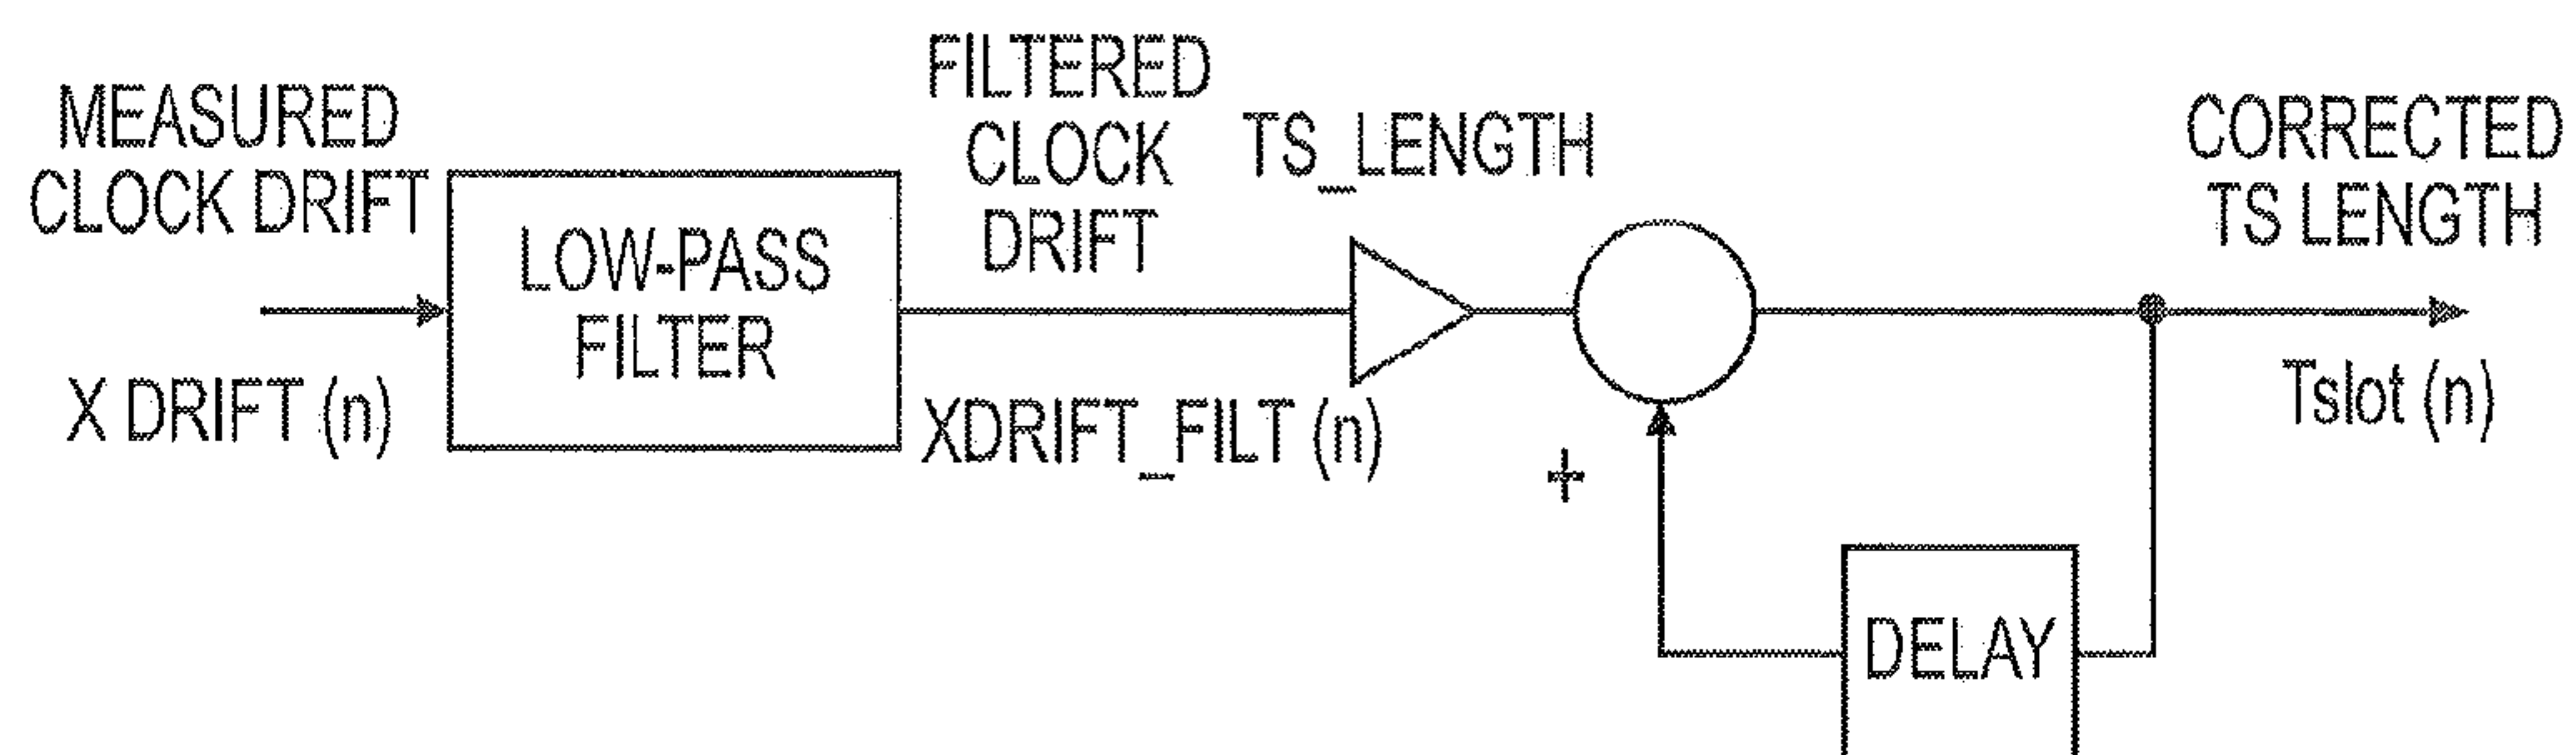 MEASURED
CLOCK DRIFT
X DRIFT (n)
LOW-PASS
FILTER
FILTERED
CLOCK
DRIFT
XDRIFT_FILT (n)
TS_LENGTH
+
DELAY
CORRECTED
TS LENGTH
Tslot (n)